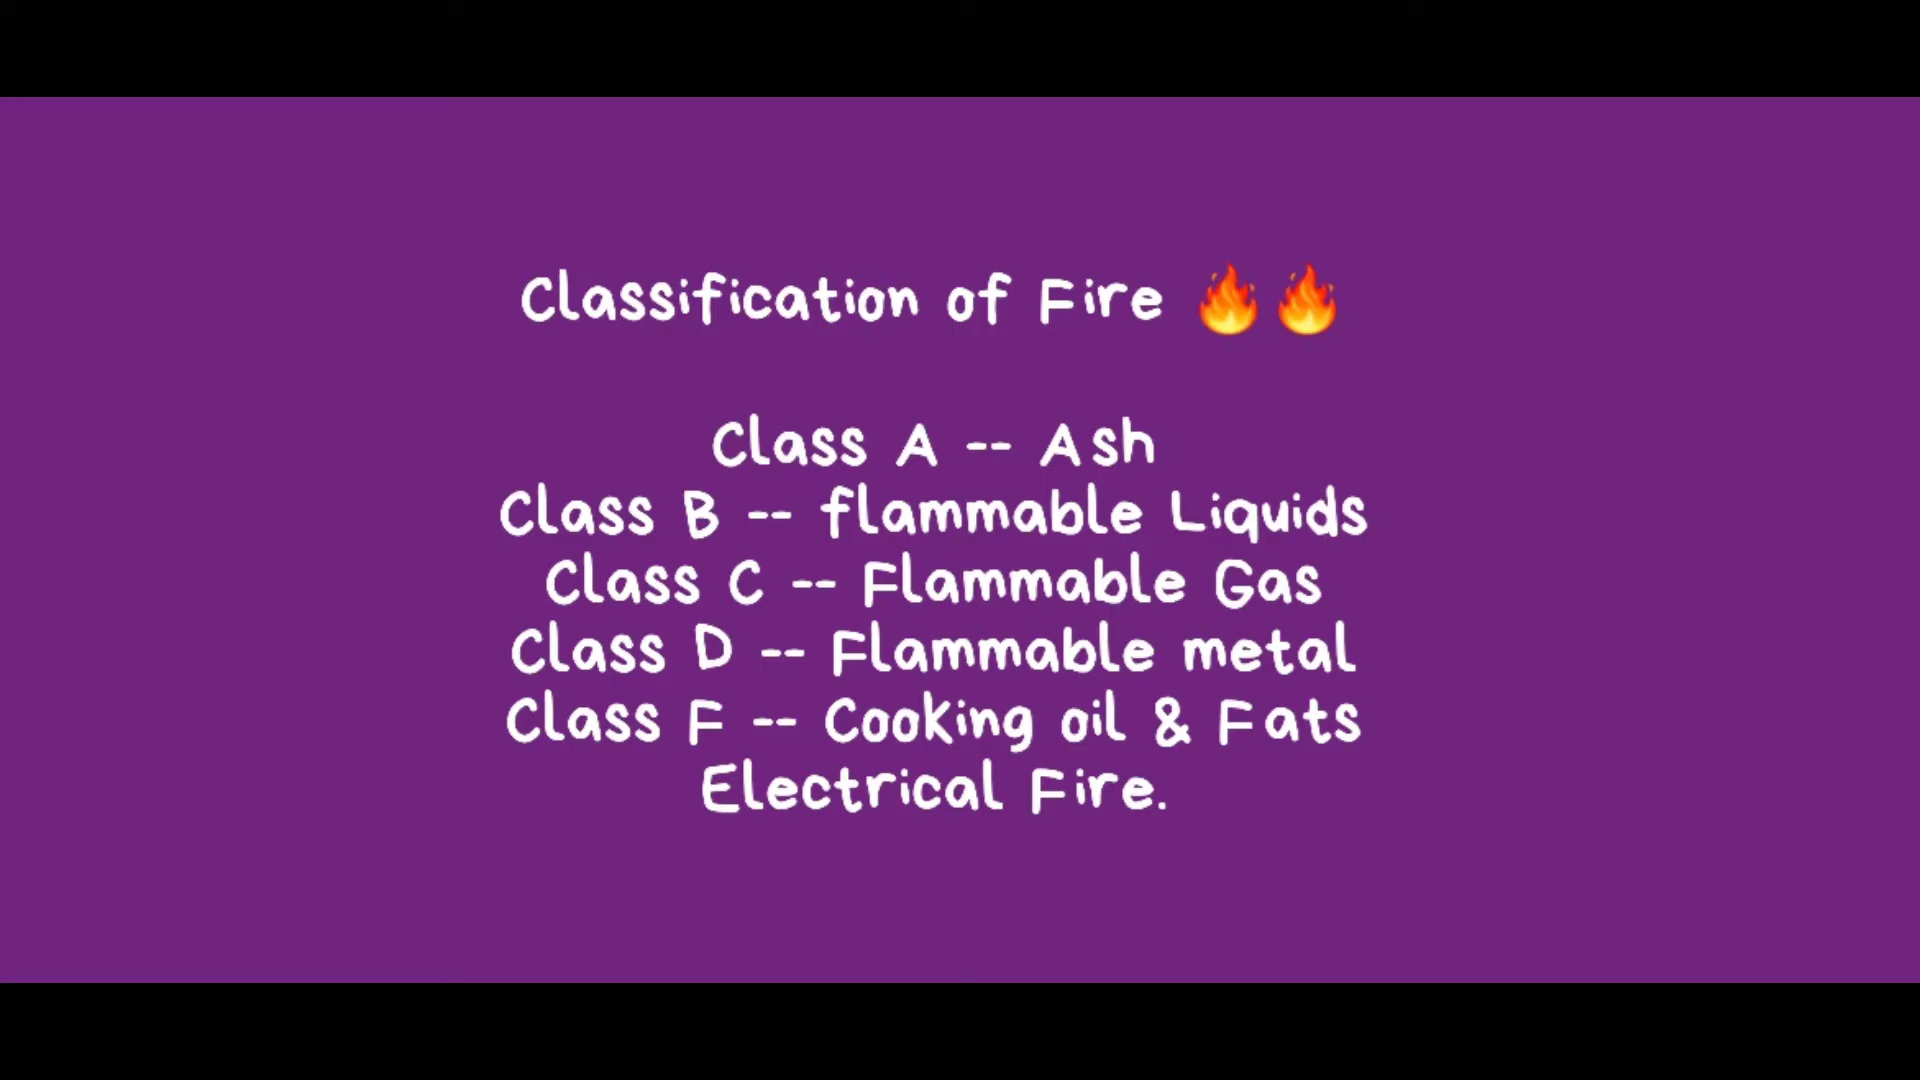 Classification of Fire 🔥🔥
Class A -- Ash
Class B -- flammable Liquids
Class C -- Flammable Gas
Class D -- Flammable metal
Class F -- Cooking oil & Fats
Electrical Fire.